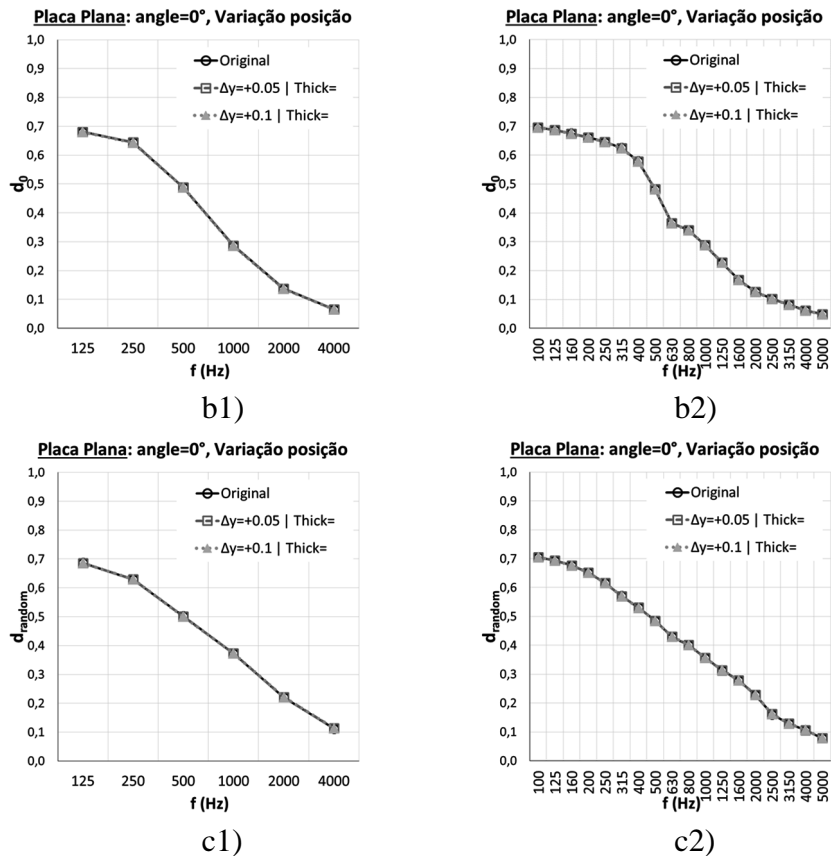 Placa Plana: angle=0°, Variação posição
1,0
0,9
0,8
0,7
0,6
0,5
0,4
0,3
0,2
0,1
0,0
d0
Original
Δy=+0.05 | Thick=
Δy=+0.1 | Thick=
125 250 500 1000 2000 4000
f (Hz)
b1)
Placa Plana: angle=0°, Variação posição
1,0
0,9
0,8
0,7
0,6
0,5
0,4
0,3
0,2
0,1
0,0
d0
Original
Δy=+0.05 | Thick=
Δy=+0.1 | Thick=
100 125 160 200 250 315 400 500 630 800 1000 1250 1600 2000 2500 3150 4000 5000
f (Hz)
b2)
Placa Plana: angle=0°, Variação posição
1,0
0,9
0,8
0,7
0,6
0,5
0,4
0,3
0,2
0,1
0,0
drandom
Original
Δy=+0.05 | Thick=
Δy=+0.1 | Thick=
125 250 500 1000 2000 4000
f (Hz)
c1)
Placa Plana: angle=0°, Variação posição
1,0
0,9
0,8
0,7
0,6
0,5
0,4
0,3
0,2
0,1
0,0
drandom
Original
Δy=+0.05 | Thick=
Δy=+0.1 | Thick=
100 125 160 200 250 315 400 500 630 800 1000 1250 1600 2000 2500 3150 4000 5000
f (Hz)
c2)